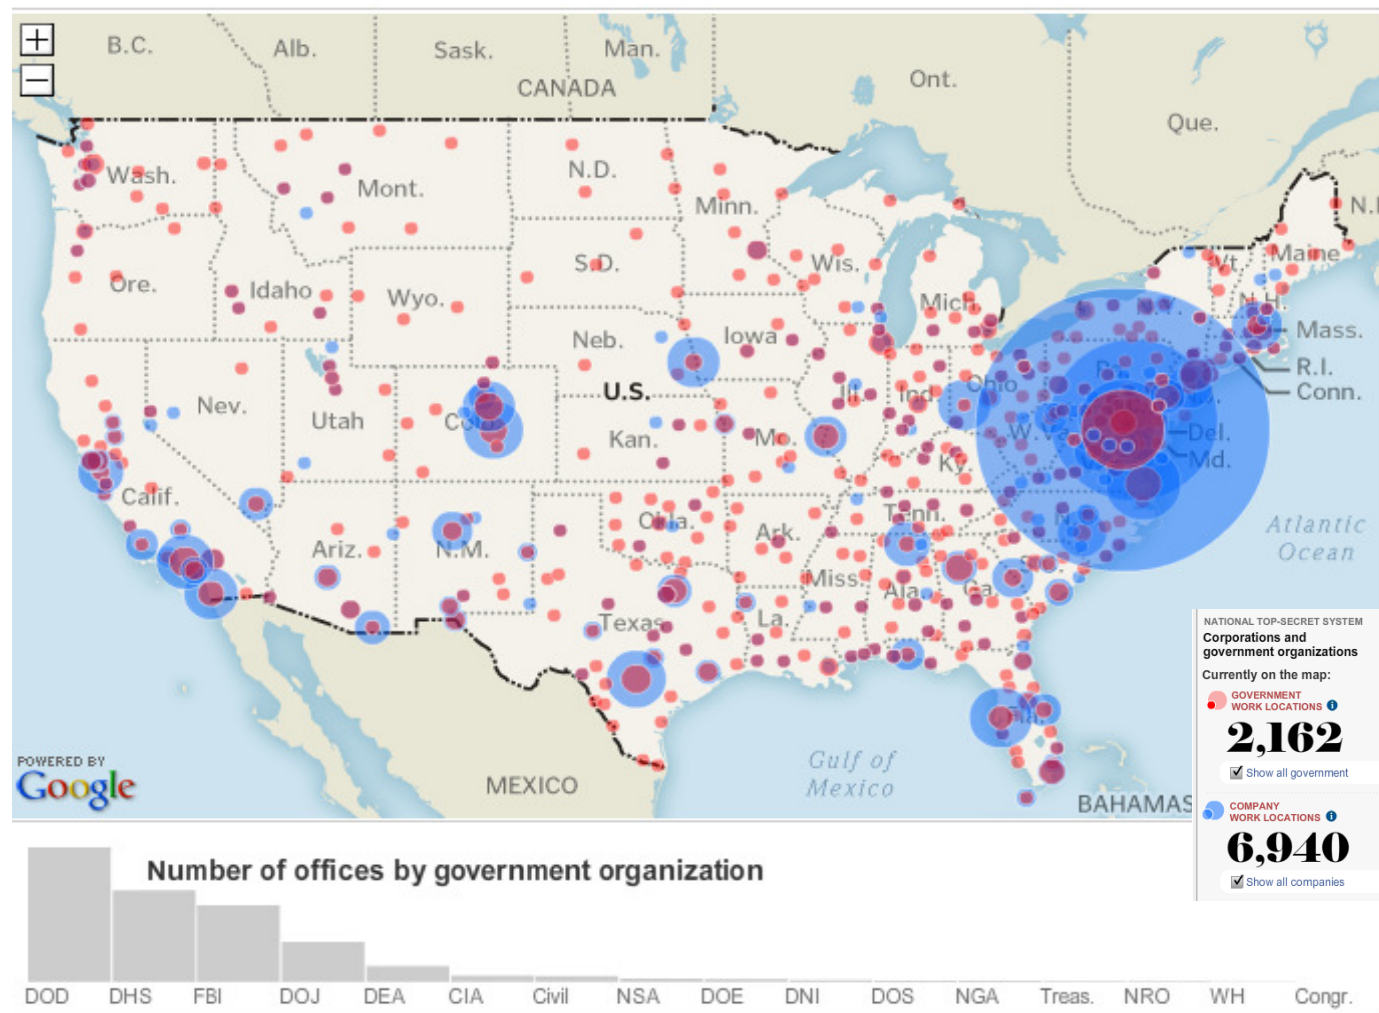 +
−
B.C.
Alb.
Sask.
Man.
Ont.
Que.
CANADA
Wash.
Mont.
N.D.
Minn.
Ore.
Idaho
Wyo.
S.D.
Wis.
Mich.
Vt.
Maine
N.H.
N.Y.
Mass.
R.I.
Conn.
Neb.
Iowa
Ill.
Ind.
Ohio
U.S.
Nev.
Utah
Kan.
Mo.
Ky.
W.Va.
Del.
Md.
Calif.
Ariz.
N.M.
Okla.
Ark.
Tenn.
Miss.
Ala.
Ga.
Texas
La.
Fla.
Atlantic
Ocean
Gulf of
Mexico
MEXICO
BAHAMAS
POWERED BY
Google
NATIONAL TOP-SECRET SYSTEM
Corporations and
government organizations
Currently on the map:
GOVERNMENT
WORK LOCATIONS i
2,162
Show all government
COMPANY
WORK LOCATIONS i
6,940
Show all companies
Number of offices by government organization
DOD DHS FBI DOJ DEA CIA Civil NSA DOE DNI DOS NGA Treas. NRO WH Congr.